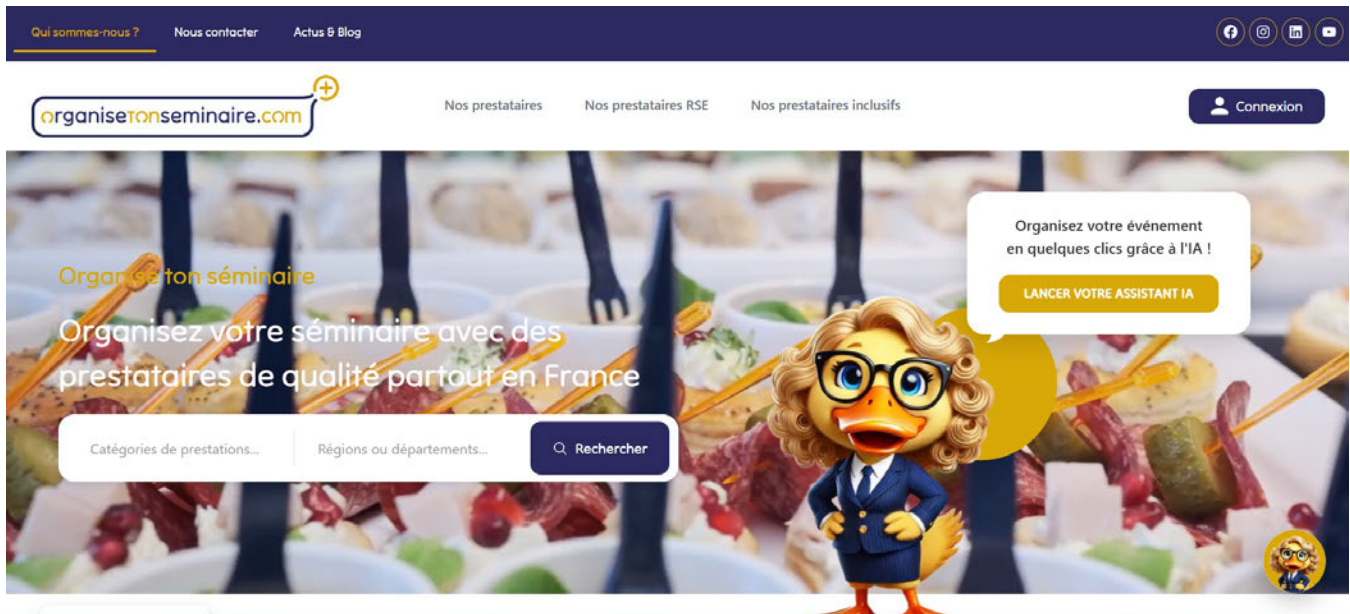 Qui sommes-nous ?
Nous contacter
Actus & Blog
organisetonseminaire.com
Nos prestataires
Nos prestataires RSE
Nos prestataires inclusifs
Connexion
Organisez votre événement
en quelques clics grâce à l'IA !
LANCER VOTRE ASSISTANT IA
Organise ton séminaire
Organisez votre séminaire avec des
prestataires de qualité partout en France
Catégories de prestations...
Régions ou départements...
Rechercher